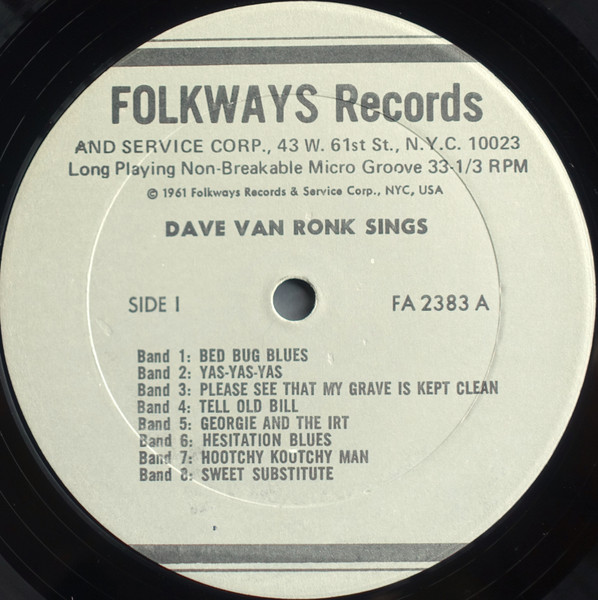 FOLKWAYS Records
AND SERVICE CORP., 43 W. 61st St., N.Y.C. 10023
Long Playing Non-Breakable Micro Groove 33-1/3 RPM
© 1961 Folkways Records & Service Corp., NYC, USA
DAVE VAN RONK SINGS
SIDE I FA 2383 A
Band 1: BED BUG BLUES
Band 2: YAS-YAS-YAS
Band 3: PLEASE SEE THAT MY GRAVE IS KEPT CLEAN
Band 4: TELL OLD BILL
Band 5: GEORGIE AND THE IRT
Band 6: HESITATION BLUES
Band 7: HOOTCHY KOOTCHY MAN
Band 8: SWEET SUBSTITUTE